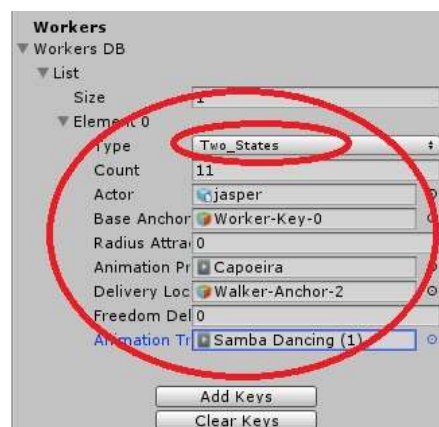 Workers
Workers DB
List
Size 1
Element 0
Type Two_States
Count 11
Actor jasper
Base Anchor Worker-Key-0
Radius Attra 0
Animation Pr Capoeira
Delivery Loc Walker-Anchor-2
Freedom Del 0
Animation Tr Samba Dancing (1)
Add Keys
Clear Keys